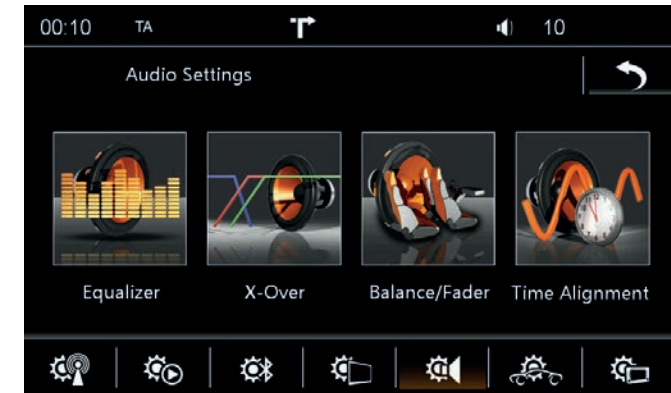 00:10 TA 10
Audio Settings
Equalizer X-Over Balance/Fader Time Alignment